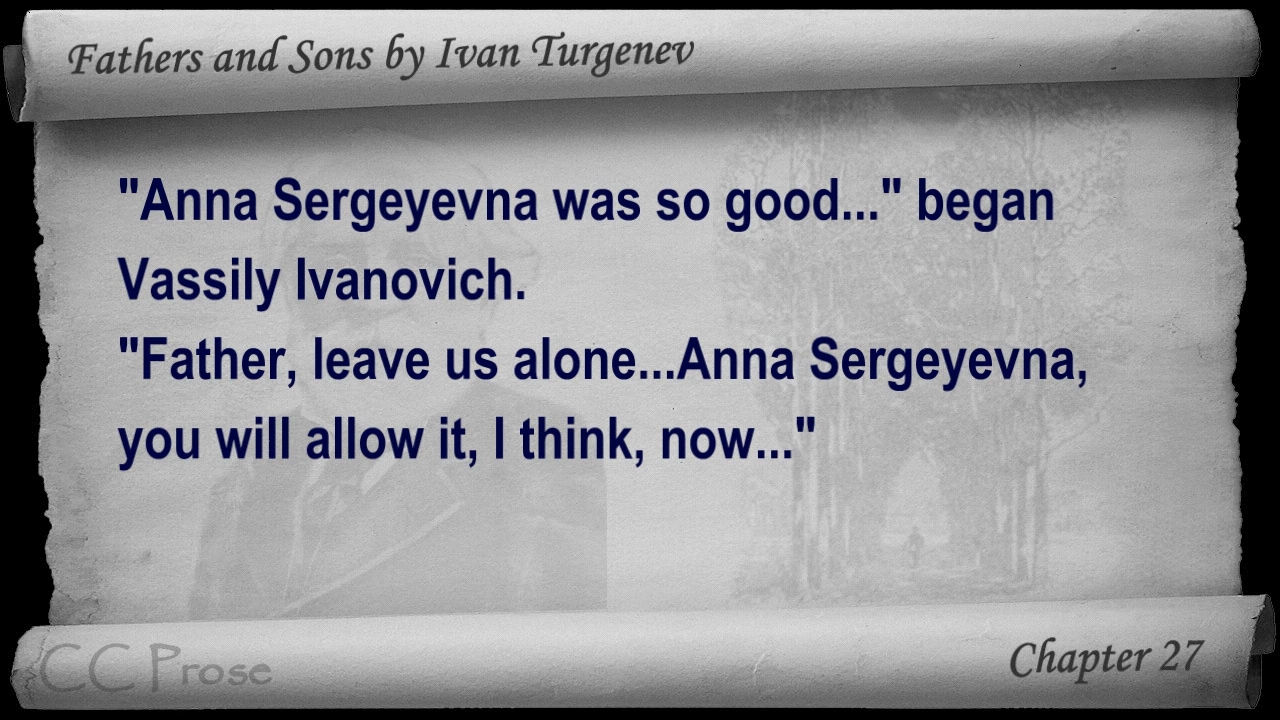 Fathers and Sons by Ivan Turgenev
"Anna Sergeyevna was so good..." began
Vassily Ivanovich.
"Father, leave us alone...Anna Sergeyevna,
you will allow it, I think, now..."
CC Prose
Chapter 27